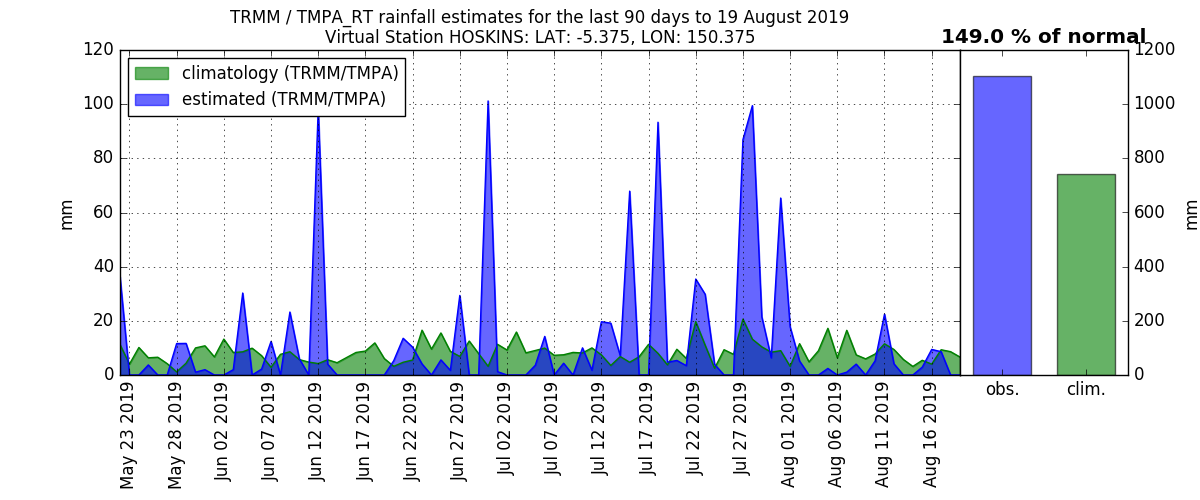 TRMM / TMPA_RT rainfall estimates for the last 90 days to 19 August 2019
Virtual Station HOSKINS: LAT: -5.375, LON: 150.375
149.0 % of normal
climatology (TRMM/TMPA)
estimated (TRMM/TMPA)
120
100
80
60
40
20
0
mm
May 23 2019
May 28 2019
Jun 02 2019
Jun 07 2019
Jun 12 2019
Jun 17 2019
Jun 22 2019
Jun 27 2019
Jul 02 2019
Jul 07 2019
Jul 12 2019
Jul 17 2019
Jul 22 2019
Jul 27 2019
Aug 01 2019
Aug 06 2019
Aug 11 2019
Aug 16 2019
1200
1000
800
600
400
200
0
mm
obs.
clim.